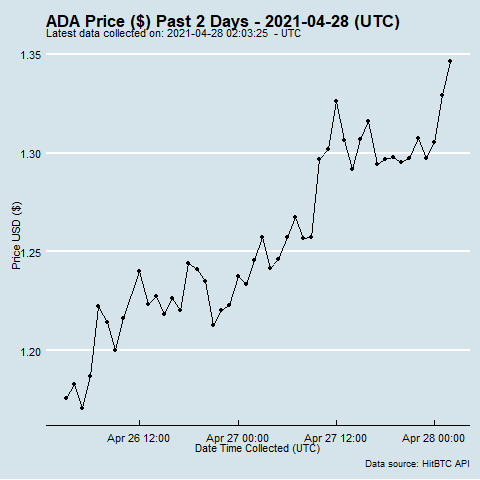 ADA Price ($) Past 2 Days - 2021-04-28 (UTC)
Latest data collected on: 2021-04-28 02:03:25 - UTC
1.35
1.30
1.25
1.20
Price USD ($)
Apr 26 12:00 Apr 27 00:00 Apr 27 12:00 Apr 28 00:00
Date Time Collected (UTC)
Data source: HitBTC API